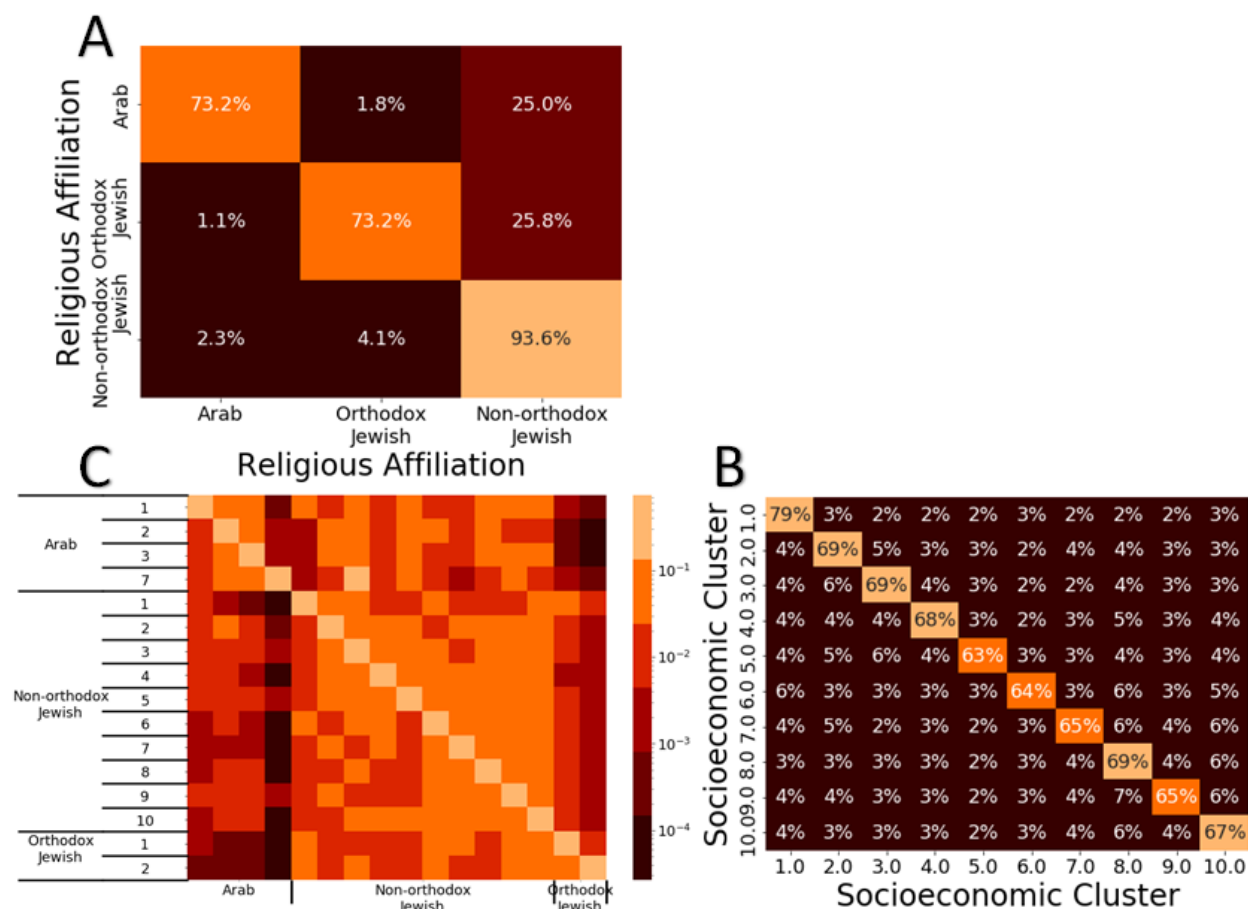 A
Religious Affiliation
Arab
Orthodox
Jewish
Non-orthodox
Jewish
73.2% 1.8% 25.0%
1.1% 73.2% 25.8%
2.3% 4.1% 93.6%
Arab Orthodox Jewish Non-orthodox Jewish
Religious Affiliation
C
Arab
1
2
3
7
Non-orthodox
Jewish
1
2
3
4
5
6
7
8
9
10
Orthodox
Jewish
1
2
Arab Non-orthodox Jewish Orthodox Jewish
10⁻¹
10⁻²
10⁻³
10⁻⁴
B
Socioeconomic Cluster
1.0 79% 3% 2% 2% 2% 3% 2% 2% 2% 3%
2.0 4% 69% 5% 3% 3% 2% 4% 4% 3% 3%
3.0 4% 6% 69% 4% 3% 2% 2% 4% 3% 3%
4.0 4% 4% 4% 68% 3% 2% 3% 5% 3% 4%
5.0 4% 5% 6% 4% 63% 3% 3% 4% 3% 4%
6.0 6% 3% 3% 3% 3% 64% 3% 6% 3% 5%
7.0 4% 5% 2% 3% 2% 3% 65% 6% 4% 6%
8.0 3% 3% 3% 3% 2% 3% 4% 69% 4% 6%
9.0 4% 4% 3% 3% 2% 3% 4% 7% 65% 6%
10.0 4% 3% 3% 3% 2% 3% 4% 6% 4% 67%
1.0 2.0 3.0 4.0 5.0 6.0 7.0 8.0 9.0 10.0
Socioeconomic Cluster